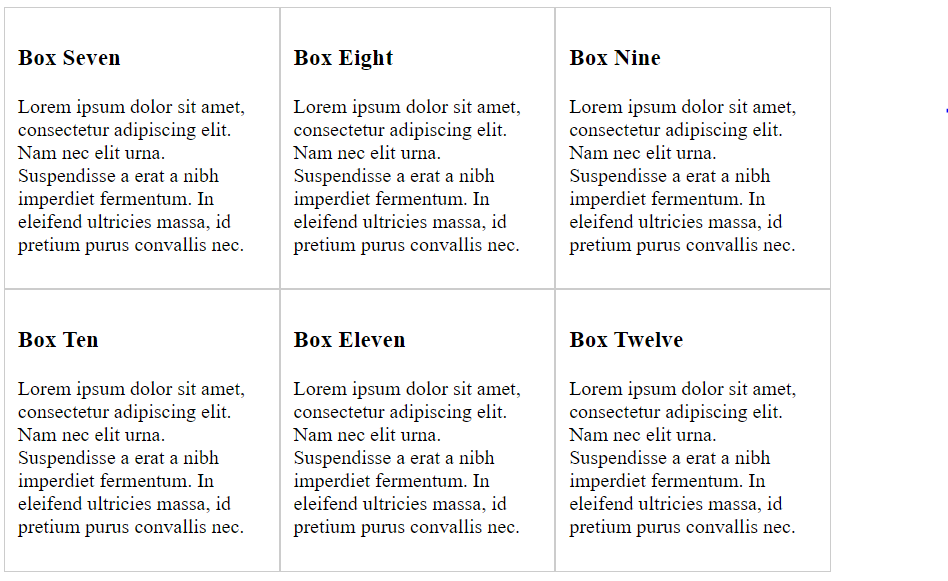 Box Seven
Lorem ipsum dolor sit amet,
consectetur adipiscing elit.
Nam nec elit urna.
Suspendisse a erat a nibh
imperdiet fermentum. In
eleifend ultricies massa, id
pretium purus convallis nec.
Box Eight
Lorem ipsum dolor sit amet,
consectetur adipiscing elit.
Nam nec elit urna.
Suspendisse a erat a nibh
imperdiet fermentum. In
eleifend ultricies massa, id
pretium purus convallis nec.
Box Nine
Lorem ipsum dolor sit amet,
consectetur adipiscing elit.
Nam nec elit urna.
Suspendisse a erat a nibh
imperdiet fermentum. In
eleifend ultricies massa, id
pretium purus convallis nec.
Box Ten
Lorem ipsum dolor sit amet,
consectetur adipiscing elit.
Nam nec elit urna.
Suspendisse a erat a nibh
imperdiet fermentum. In
eleifend ultricies massa, id
pretium purus convallis nec.
Box Eleven
Lorem ipsum dolor sit amet,
consectetur adipiscing elit.
Nam nec elit urna.
Suspendisse a erat a nibh
imperdiet fermentum. In
eleifend ultricies massa, id
pretium purus convallis nec.
Box Twelve
Lorem ipsum dolor sit amet,
consectetur adipiscing elit.
Nam nec elit urna.
Suspendisse a erat a nibh
imperdiet fermentum. In
eleifend ultricies massa, id
pretium purus convallis nec.